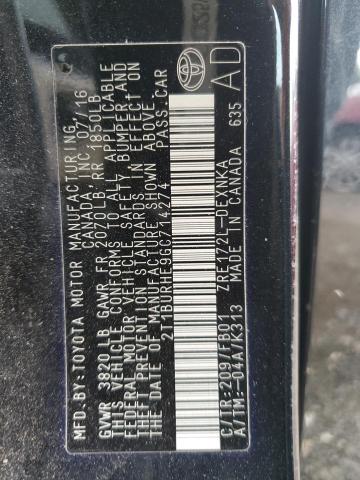 MFD.BY:TOYOTA MOTOR MANUFACTURING
CANADA, INC. 07/16
GVWR 3820 LB GAWR FR LB RR 1850LB
THIS VEHICLE CONFORMS TO ALL APPLICABLE
FEDERAL MOTOR VEHICLE SAFETY, BUMPER AND
THEFT PREVENTION STANDARDS IN EFFECT ON
THE DATE OF MANUFACTURE SHOWN ABOVE.
2T1BURHE9GC714274 PASS.CAR
C/TR:209/FB01 ZRE172L-DEANKA
A/TM:-04A/K313 MADE IN CANADA 635
AD